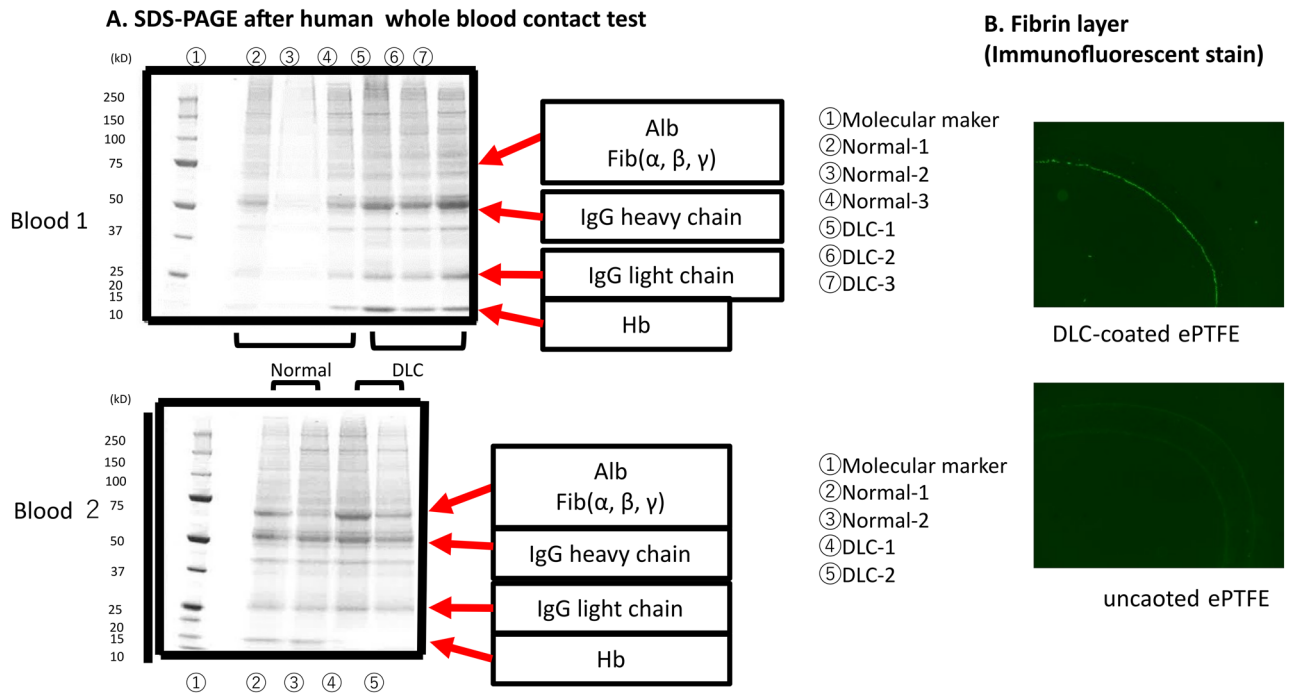 A. SDS-PAGE after human whole blood contact test
(kD)
① ② ③ ④ ⑤ ⑥ ⑦
250
150
100
75
50
37
25
20
15
10
Blood 1
Alb
Fib(α, β, γ)
IgG heavy chain
IgG light chain
Hb
①Molecular maker
②Normal-1
③Normal-2
④Normal-3
⑤DLC-1
⑥DLC-2
⑦DLC-3
Normal DLC
(kD)
250
150
100
75
50
37
25
20
15
10
Blood 2
Alb
Fib(α, β, γ)
IgG heavy chain
IgG light chain
Hb
① ② ③ ④ ⑤
①Molecular marker
②Normal-1
③Normal-2
④DLC-1
⑤DLC-2
B. Fibrin layer
(Immunofluorescent stain)
DLC-coated ePTFE
uncaoted ePTFE